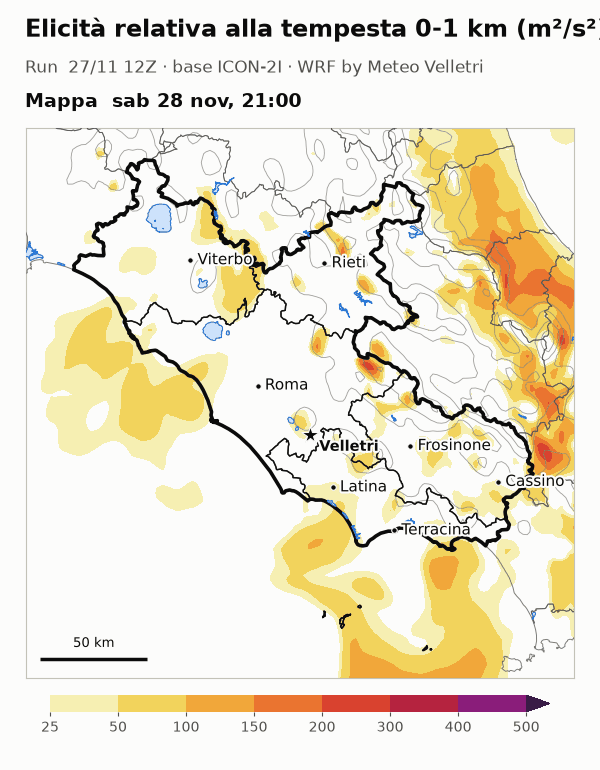 Elicità relativa alla tempesta 0-1 km (m²/s²)
Run 27/11 12Z · base ICON-2I · WRF by Meteo Velletri
Mappa sab 28 nov, 21:00
Viterbo
Rieti
Roma
Velletri
Frosinone
Latina
Cassino
Terracina
50 km
25 50 100 150 200 300 400 500